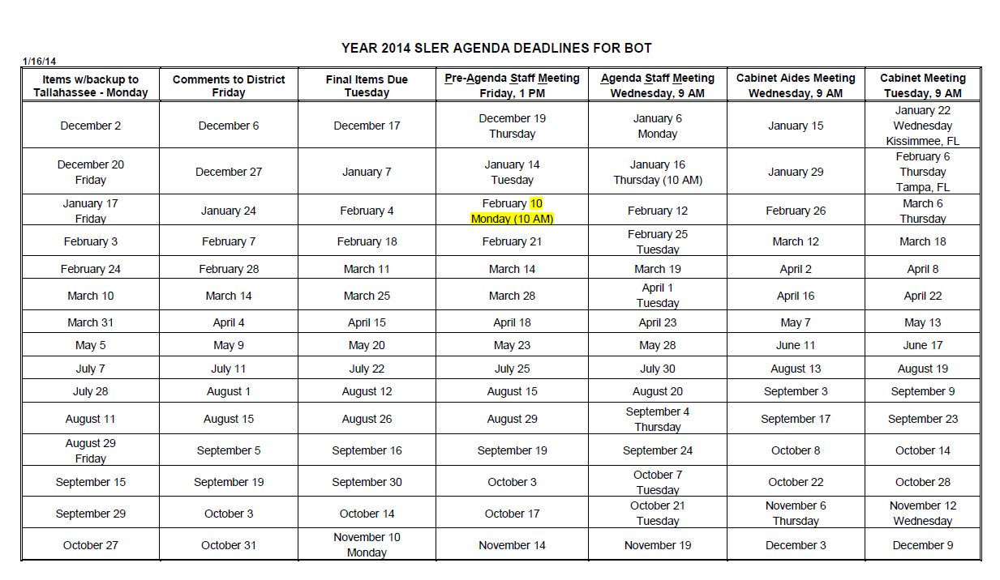 YEAR 2014 SLER AGENDA DEADLINES FOR BOT
1/16/14
Items w/backup to Tallahassee - Monday | Comments to District Friday | Final Items Due Tuesday | Pre-Agenda Staff Meeting Friday, 1 PM | Agenda Staff Meeting Wednesday, 9 AM | Cabinet Aides Meeting Wednesday, 9 AM | Cabinet Meeting Tuesday, 9 AM
December 2 | December 6 | December 17 | December 19 Thursday | January 6 Monday | January 15 | January 22 Wednesday Kissimmee, FL
December 20 Friday | December 27 | January 7 | January 14 Tuesday | January 16 Thursday (10 AM) | January 29 | February 6 Thursday Tampa, FL
January 17 Friday | January 24 | February 4 | February 10 Monday (10 AM) | February 12 | February 26 | March 6 Thursday
February 3 | February 7 | February 18 | February 21 | February 25 Tuesday | March 12 | March 18
February 24 | February 28 | March 11 | March 14 | March 19 | April 2 | April 8
March 10 | March 14 | March 25 | March 28 | April 1 Tuesday | April 16 | April 22
March 31 | April 4 | April 15 | April 18 | April 23 | May 7 | May 13
May 5 | May 9 | May 20 | May 23 | May 28 | June 11 | June 17
July 7 | July 11 | July 22 | July 25 | July 30 | August 13 | August 19
July 28 | August 1 | August 12 | August 15 | August 20 | September 3 | September 9
August 11 | August 15 | August 26 | August 29 | September 4 Thursday | September 17 | September 23
August 29 Friday | September 5 | September 16 | September 19 | September 24 | October 8 | October 14
September 15 | September 19 | September 30 | October 3 | October 7 Tuesday | October 22 | October 28
September 29 | October 3 | October 14 | October 17 | October 21 Tuesday | November 6 Thursday | November 12 Wednesday
October 27 | October 31 | November 10 Monday | November 14 | November 19 | December 3 | December 9